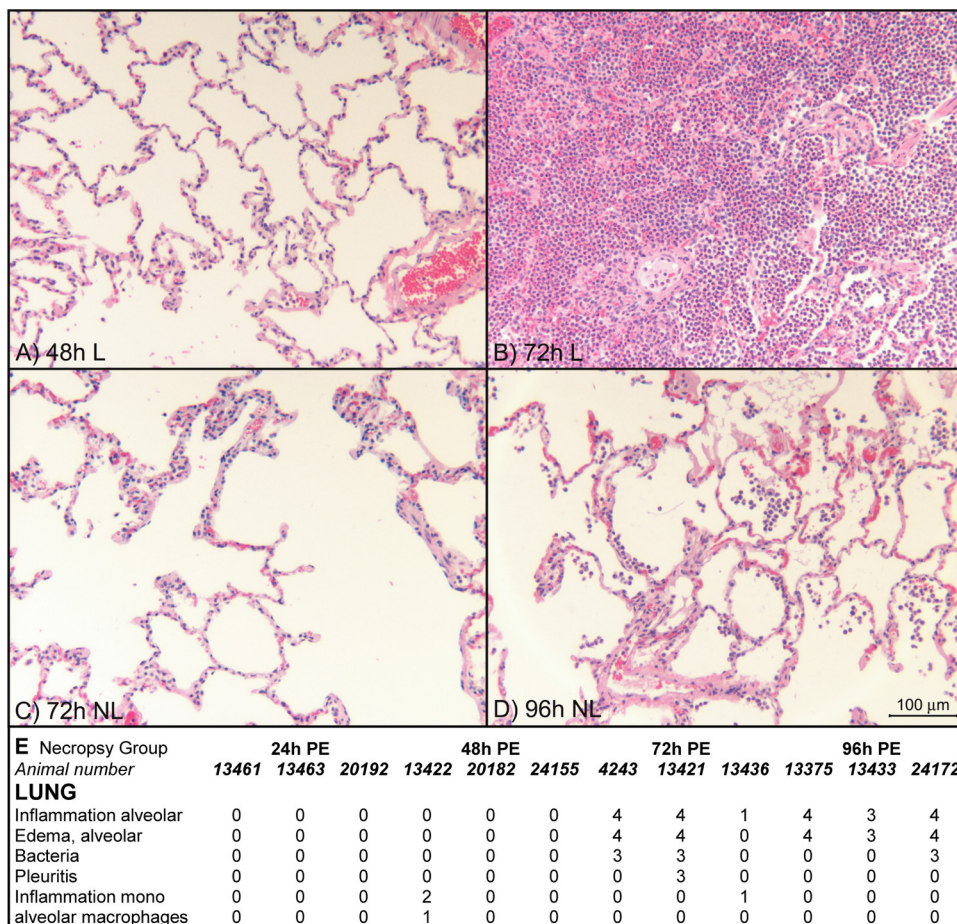 A) 48h L
B) 72h L
C) 72h NL
D) 96h NL
100 µm
E Necropsy Group 24h PE 48h PE 72h PE 96h PE
Animal number 13461 13463 20192 13422 20182 24155 4243 13421 13436 13375 13433 24172
LUNG
Inflammation alveolar 0 0 0 0 0 0 4 4 1 4 3 4
Edema, alveolar 0 0 0 0 0 0 4 4 0 4 3 4
Bacteria 0 0 0 0 0 0 3 3 0 0 0 3
Pleuritis 0 0 0 0 0 0 0 3 0 0 0 0
Inflammation mono 0 0 0 2 0 0 0 0 1 0 0 0
alveolar macrophages 0 0 0 1 0 0 0 0 0 0 0 0